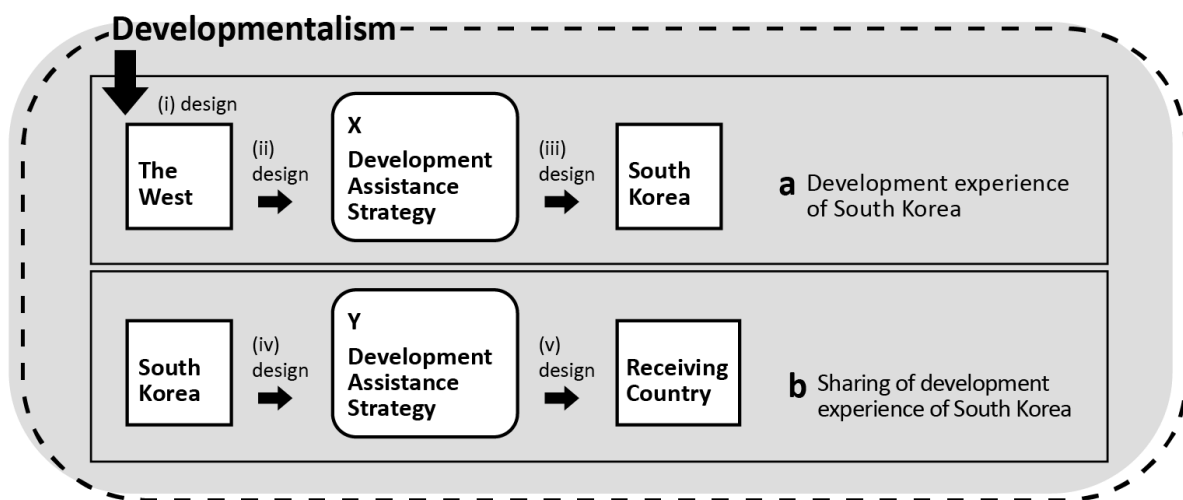 Developmentalism
(i) design
The
West
(ii)
design
X
Development
Assistance
Strategy
(iii)
design
South
Korea
a Development experience
of South Korea
South
Korea
(iv)
design
Y
Development
Assistance
Strategy
(v)
design
Receiving
Country
b Sharing of development
experience of South Korea